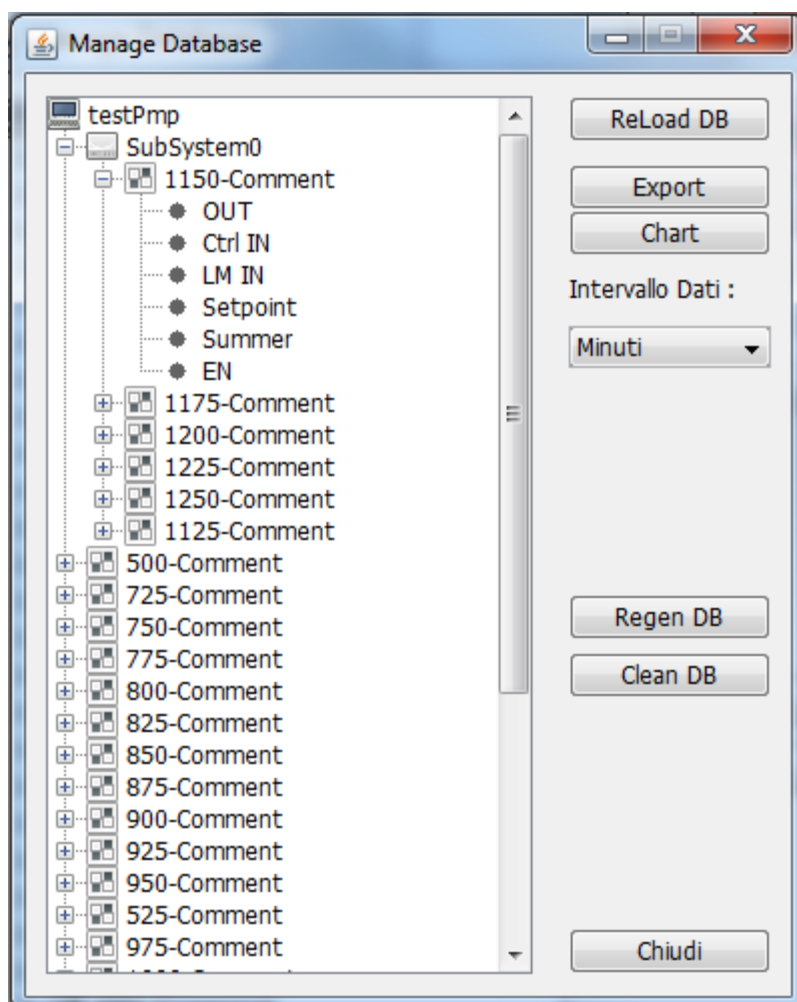 Manage Database
testPmp
SubSystem0
1150-Comment
OUT
Ctrl IN
LM IN
Setpoint
Summer
EN
1175-Comment
1200-Comment
1225-Comment
1250-Comment
1125-Comment
500-Comment
725-Comment
750-Comment
775-Comment
800-Comment
825-Comment
850-Comment
875-Comment
900-Comment
925-Comment
950-Comment
525-Comment
975-Comment
ReLoad DB
Export
Chart
Intervallo Dati :
Minuti
Regen DB
Clean DB
Chiudi